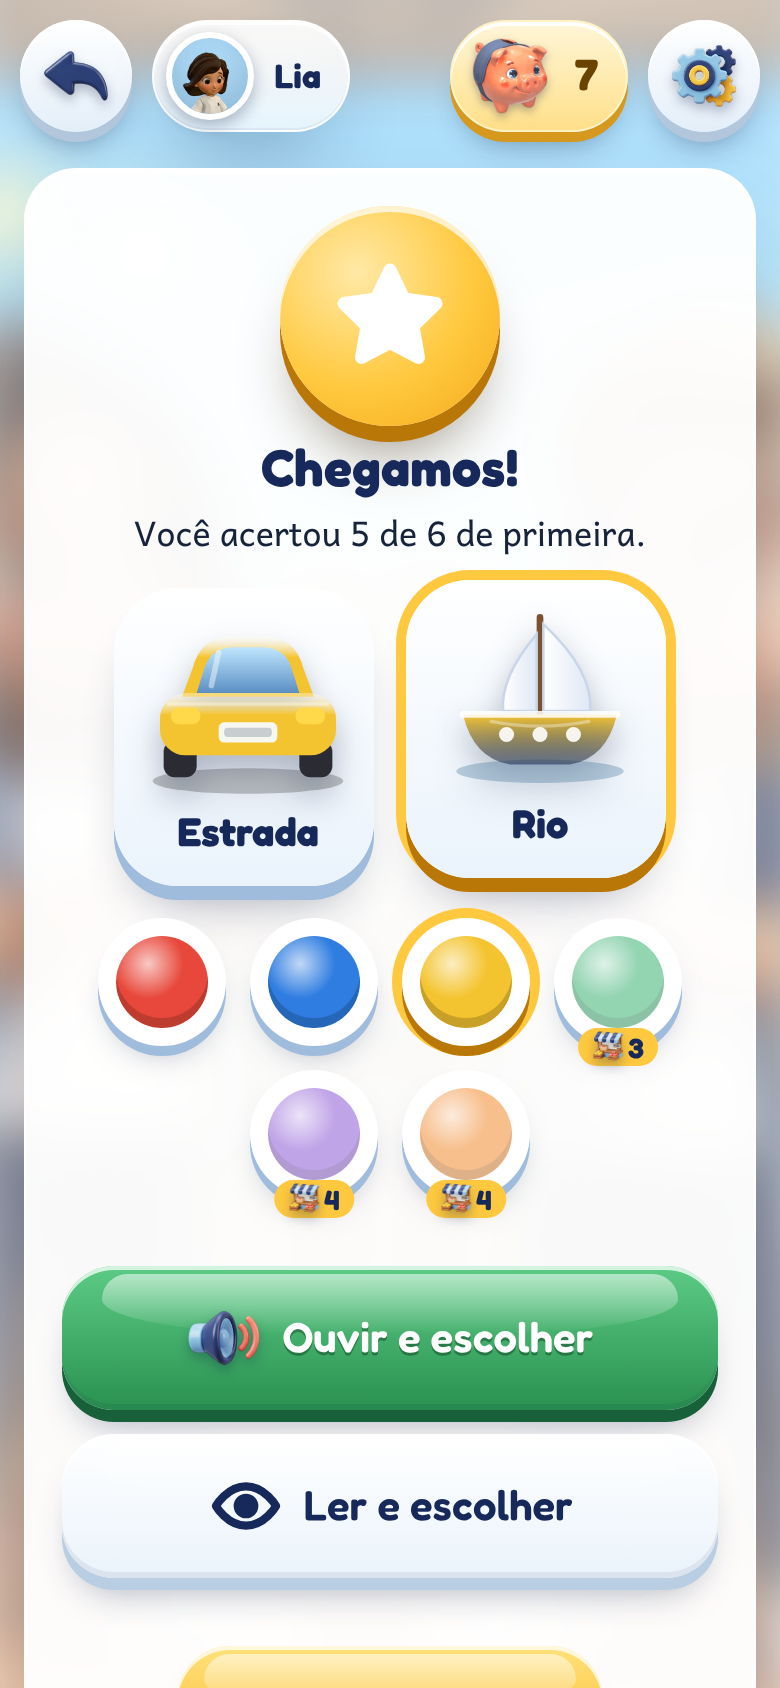 Lia
7
Chegamos!
Você acertou 5 de 6 de primeira.
Estrada
Rio
3
4
4
Ouvir e escolher
Ler e escolher